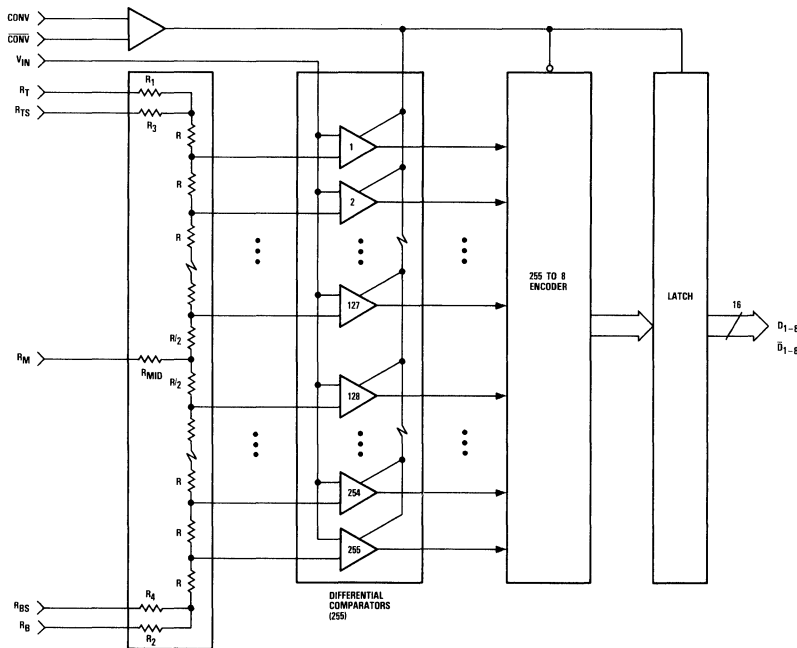 CONV
CONV
VIN
RT
R1
RTS
R3
R
1
R
2
R
127
255 TO 8
ENCODER
LATCH
16
D1–8
D1–8
R/2
RM
RMID
R/2
128
R
254
R
255
R
RBS
R4
RB
R2
DIFFERENTIAL
COMPARATORS
(255)